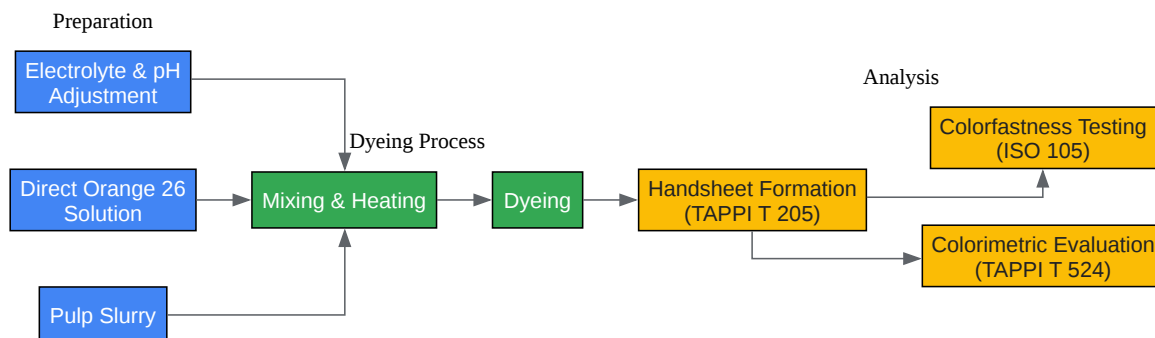 Preparation
Electrolyte & pH
Adjustment
Direct Orange 26
Solution
Pulp Slurry
Dyeing Process
Mixing & Heating
Dyeing
Analysis
Handsheet Formation
(TAPPI T 205)
Colorfastness Testing
(ISO 105)
Colorimetric Evaluation
(TAPPI T 524)